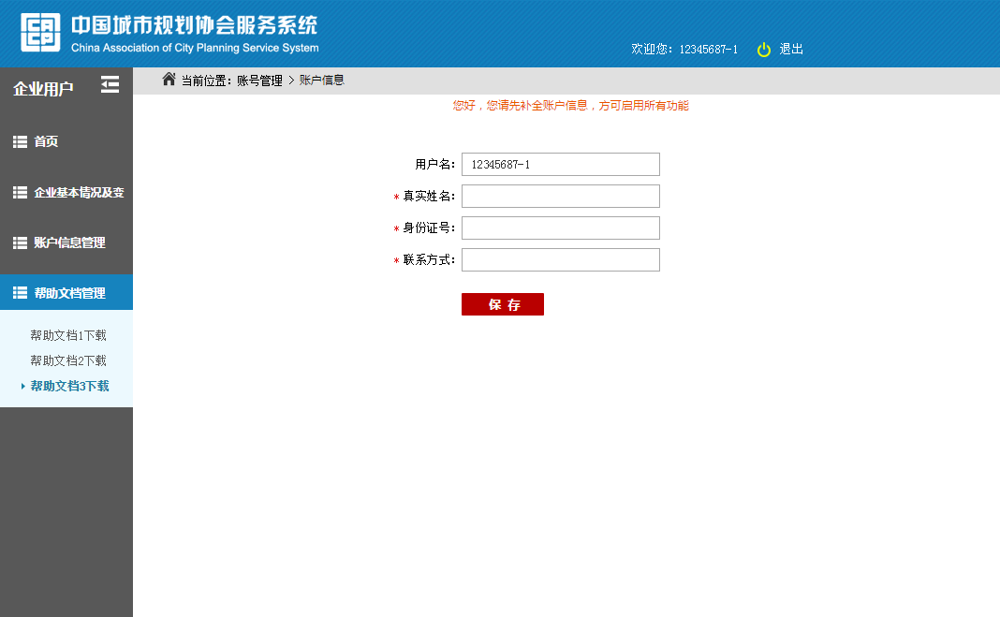 中国城市规划协会服务系统
China Association of City Planning Service System
欢迎您：12345687-1 退出
企业用户
当前位置：账号管理 > 账户信息
您好，您请先补全账户信息，方可启用所有功能
首页
企业基本情况及变
账户信息管理
帮助文档管理
帮助文档1下载
帮助文档2下载
帮助文档3下载
用户名： 12345687-1
* 真实姓名：
* 身份证号：
* 联系方式：
保 存